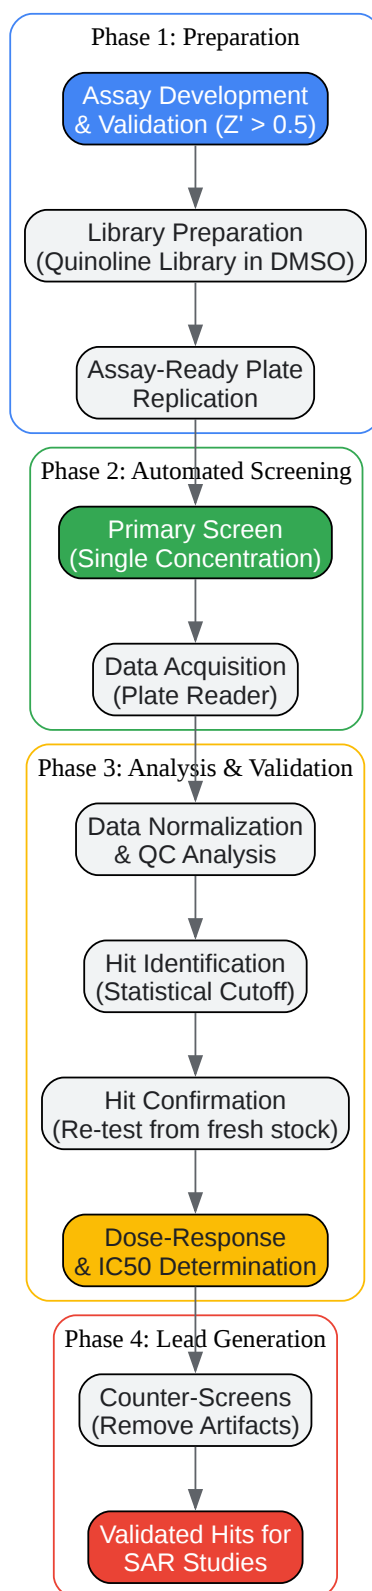 Phase 1: Preparation
Assay Development
& Validation (Z' > 0.5)
Library Preparation
(Quinoline Library in DMSO)
Assay-Ready Plate
Replication
Phase 2: Automated Screening
Primary Screen
(Single Concentration)
Data Acquisition
(Plate Reader)
Phase 3: Analysis & Validation
Data Normalization
& QC Analysis
Hit Identification
(Statistical Cutoff)
Hit Confirmation
(Re-test from fresh stock)
Dose-Response
& IC50 Determination
Phase 4: Lead Generation
Counter-Screens
(Remove Artifacts)
Validated Hits for
SAR Studies